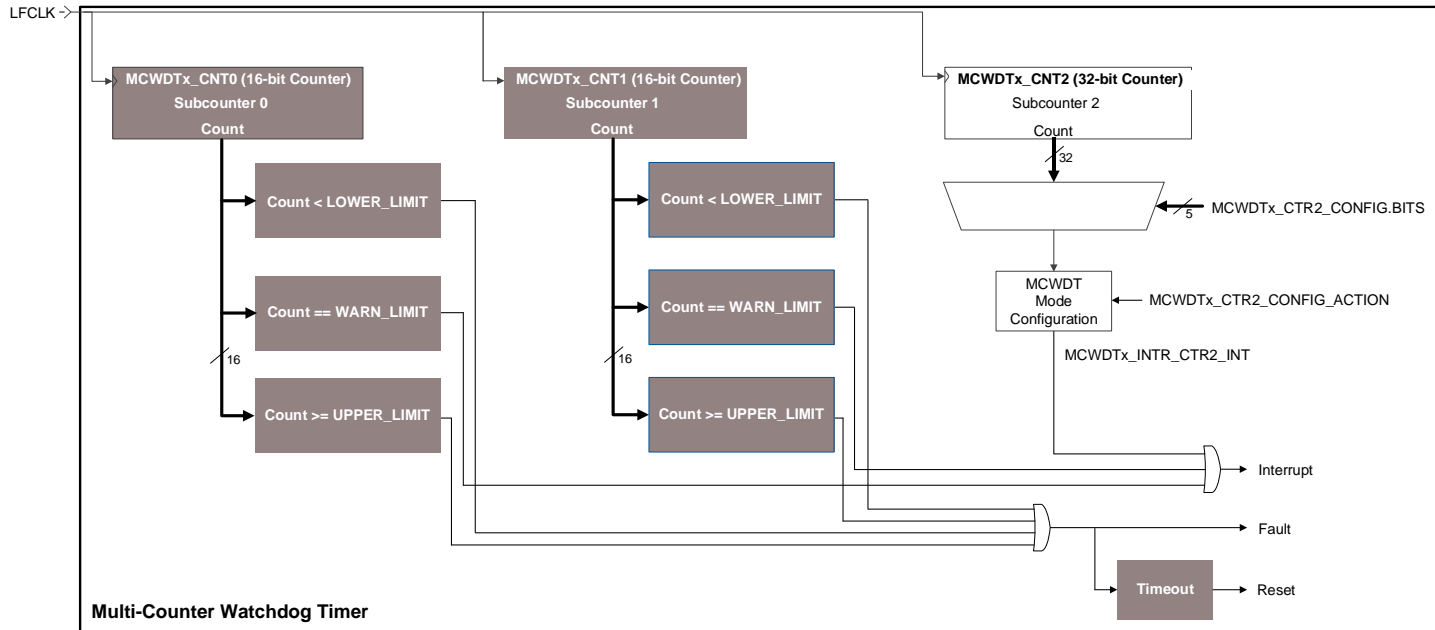 LFCLK
MCWDTx_CNT0 (16-bit Counter)
Subcounter 0
Count
MCWDTx_CNT1 (16-bit Counter)
Subcounter 1
Count
MCWDTx_CNT2 (32-bit Counter)
Subcounter 2
Count
32
Count < LOWER_LIMIT
Count < LOWER_LIMIT
5
MCWDTx_CTR2_CONFIG.BITS
Count == WARN_LIMIT
Count == WARN_LIMIT
MCWDT
Mode
Configuration
MCWDTx_CTR2_CONFIG_ACTION
16
16
MCWDTx_INTR_CTR2_INT
Count >= UPPER_LIMIT
Count >= UPPER_LIMIT
Interrupt
Fault
Timeout
Reset
Multi-Counter Watchdog Timer